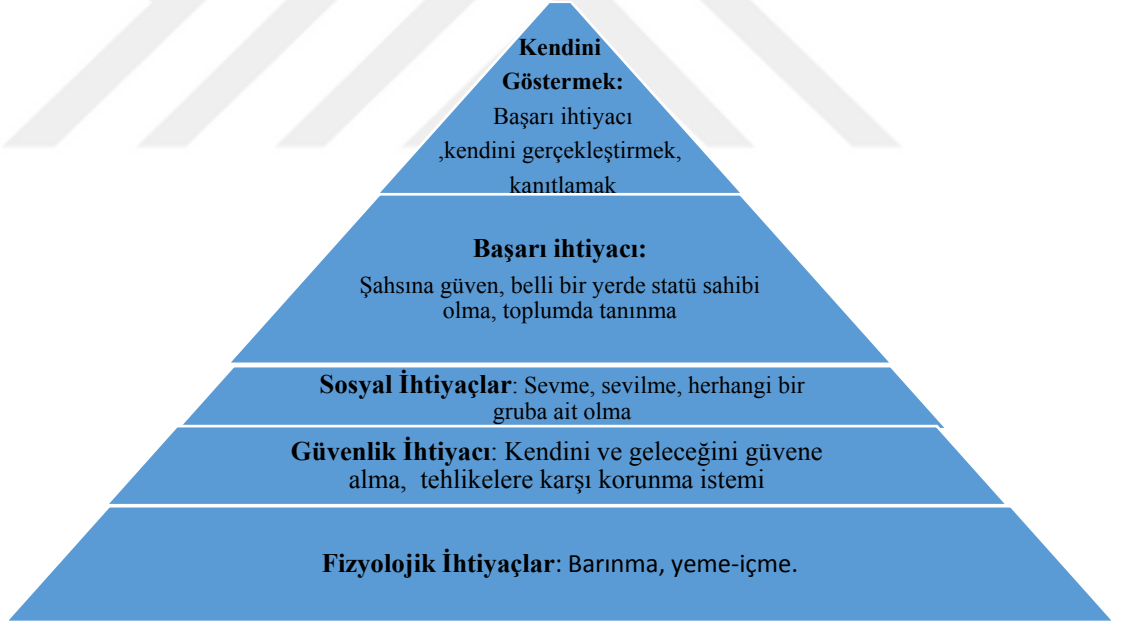 Kendini
Göstermek:
Başarı ihtiyacı
,kendini gerçekleştirmek,
kanıtlamak
Başarı ihtiyacı:
Şahsına güven, belli bir yerde statü sahibi
olma, toplumda tanınma
Sosyal İhtiyaçlar: Sevme, sevilme, herhangi bir
gruba ait olma
Güvenlik İhtiyacı: Kendini ve geleceğini güvene
alma, tehlikelere karşı korunma istemi
Fizyolojik İhtiyaçlar: Barınma, yeme-içme.